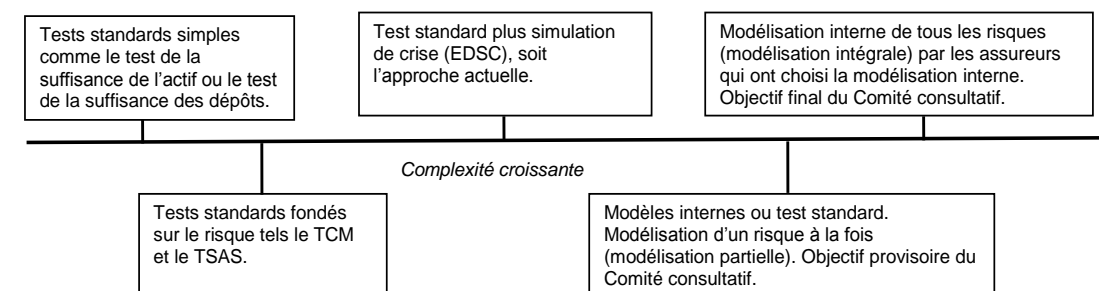 Tests standards simples
comme le test de la
suffisance de l'actif ou le test
de la suffisance des dépôts.
Test standard plus simulation
de crise (EDSC), soit
l'approche actuelle.
Modélisation interne de tous les risques
(modélisation intégrale) par les assureurs
qui ont choisi la modélisation interne.
Objectif final du Comité consultatif.
Complexité croissante
Tests standards fondés
sur le risque tels le TCM
et le TSAS.
Modèles internes ou test standard.
Modélisation d'un risque à la fois
(modélisation partielle). Objectif provisoire du
Comité consultatif.